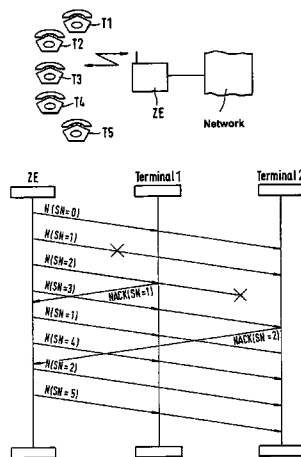 T1
T2
T3
T4
T5
ZE
Network
ZE
Terminal 1
Terminal 2
N(SN=0)
N(SN=1)
N(SN=2)
N(SN=3)
NACK(SN=1)
N(SN=1)
N(SN=4)
NACK(SN=2)
N(SN=2)
N(SN=5)